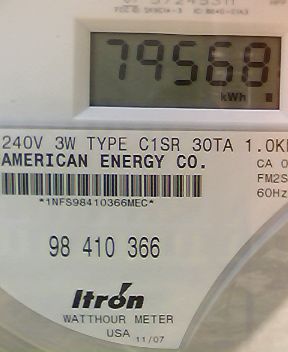 79568
kWh
240V 3W TYPE C1SR 30TA
AMERICAN ENERGY CO.
CA
FM2S
60Hz
*1NFS98410366MEC*
98 410 366
Itron
WATTHOUR METER
USA 11/07